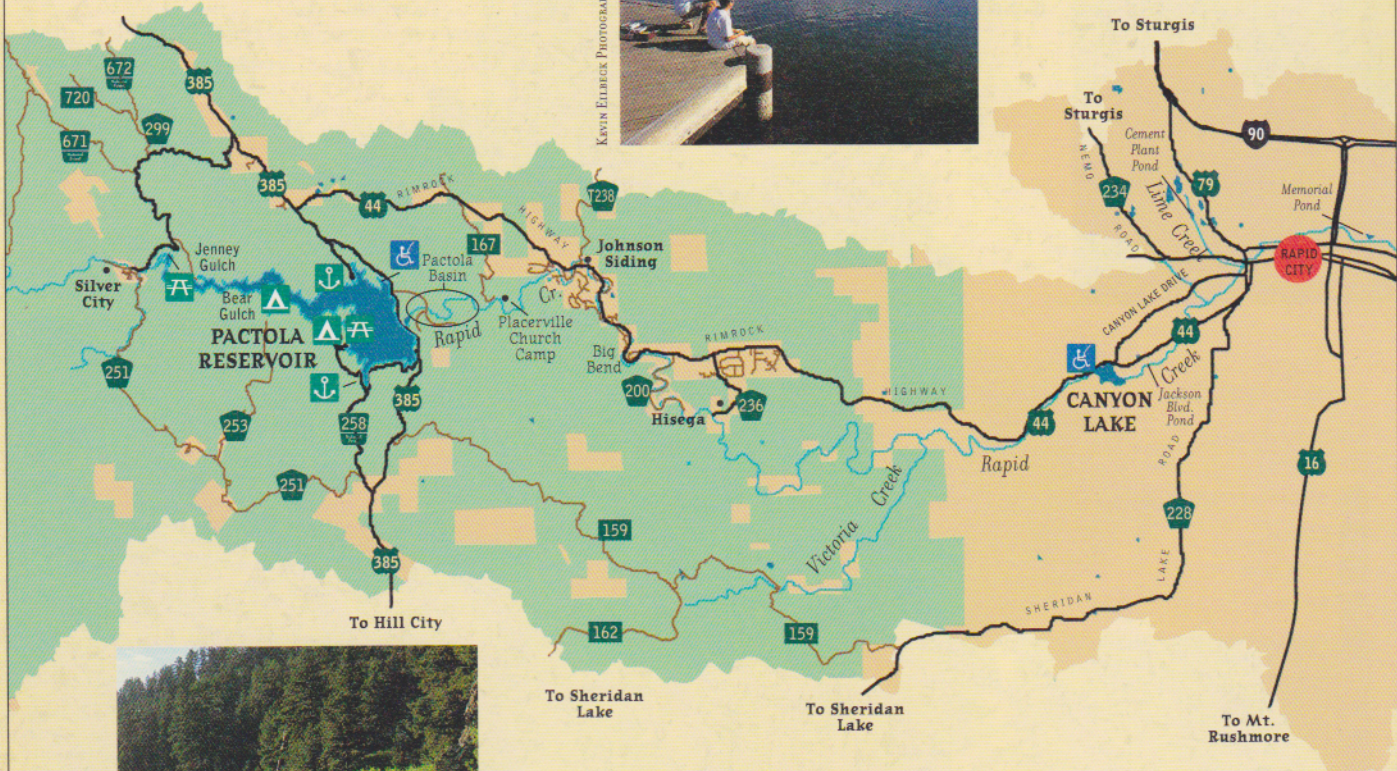 KEVIN EILBECK PHOTOGRA
To Sturgis
To
Sturgis
672
385
720
299
671
90
Cement
Plant
Pond
NEMO
ROAD
234
79
Lime Creek
Memorial
Pond
385
44
RIMROCK
HIGHWAY
T238
167
Johnson
Siding
Jenney
Gulch
Pactola
Basin
RAPID
CITY
Silver
City
Bear
Gulch
PACTOLA
RESERVOIR
Rapid
Cr.
Placerville
Church
Camp
CANYON LAKE DRIVE
44
RIMROCK
HIGHWAY
Big
Bend
251
385
200
236
Hisega
CANYON
LAKE
Creek
Jackson
Blvd.
Pond
253
258
44
Rapid
16
251
Victoria
Creek
228
159
385
SHERIDAN
LAKE
ROAD
To Hill City
162
159
To Sheridan
Lake
To Sheridan
Lake
To Mt.
Rushmore